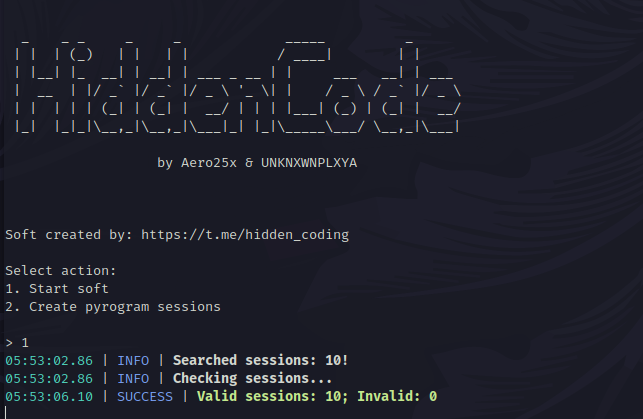 HiddenCode
by Aero25x & UNKNXWNPLXYA
Soft created by: https://t.me/hidden_coding
Select action:
1. Start soft
2. Create pyrogram sessions
> 1
05:53:02.86 | INFO | Searched sessions: 10!
05:53:02.86 | INFO | Checking sessions...
05:53:06.10 | SUCCESS | Valid sessions: 10; Invalid: 0